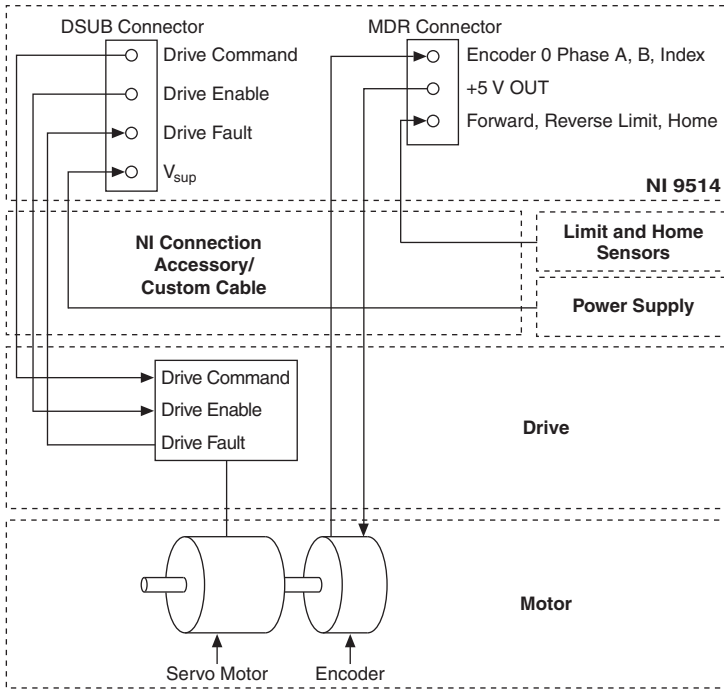 DSUB Connector
Drive Command
Drive Enable
Drive Fault
Vsup
MDR Connector
Encoder 0 Phase A, B, Index
+5 V OUT
Forward, Reverse Limit, Home
NI 9514
NI Connection
Accessory/
Custom Cable
Limit and Home
Sensors
Power Supply
Drive Command
Drive Enable
Drive Fault
Drive
Motor
Servo Motor
Encoder